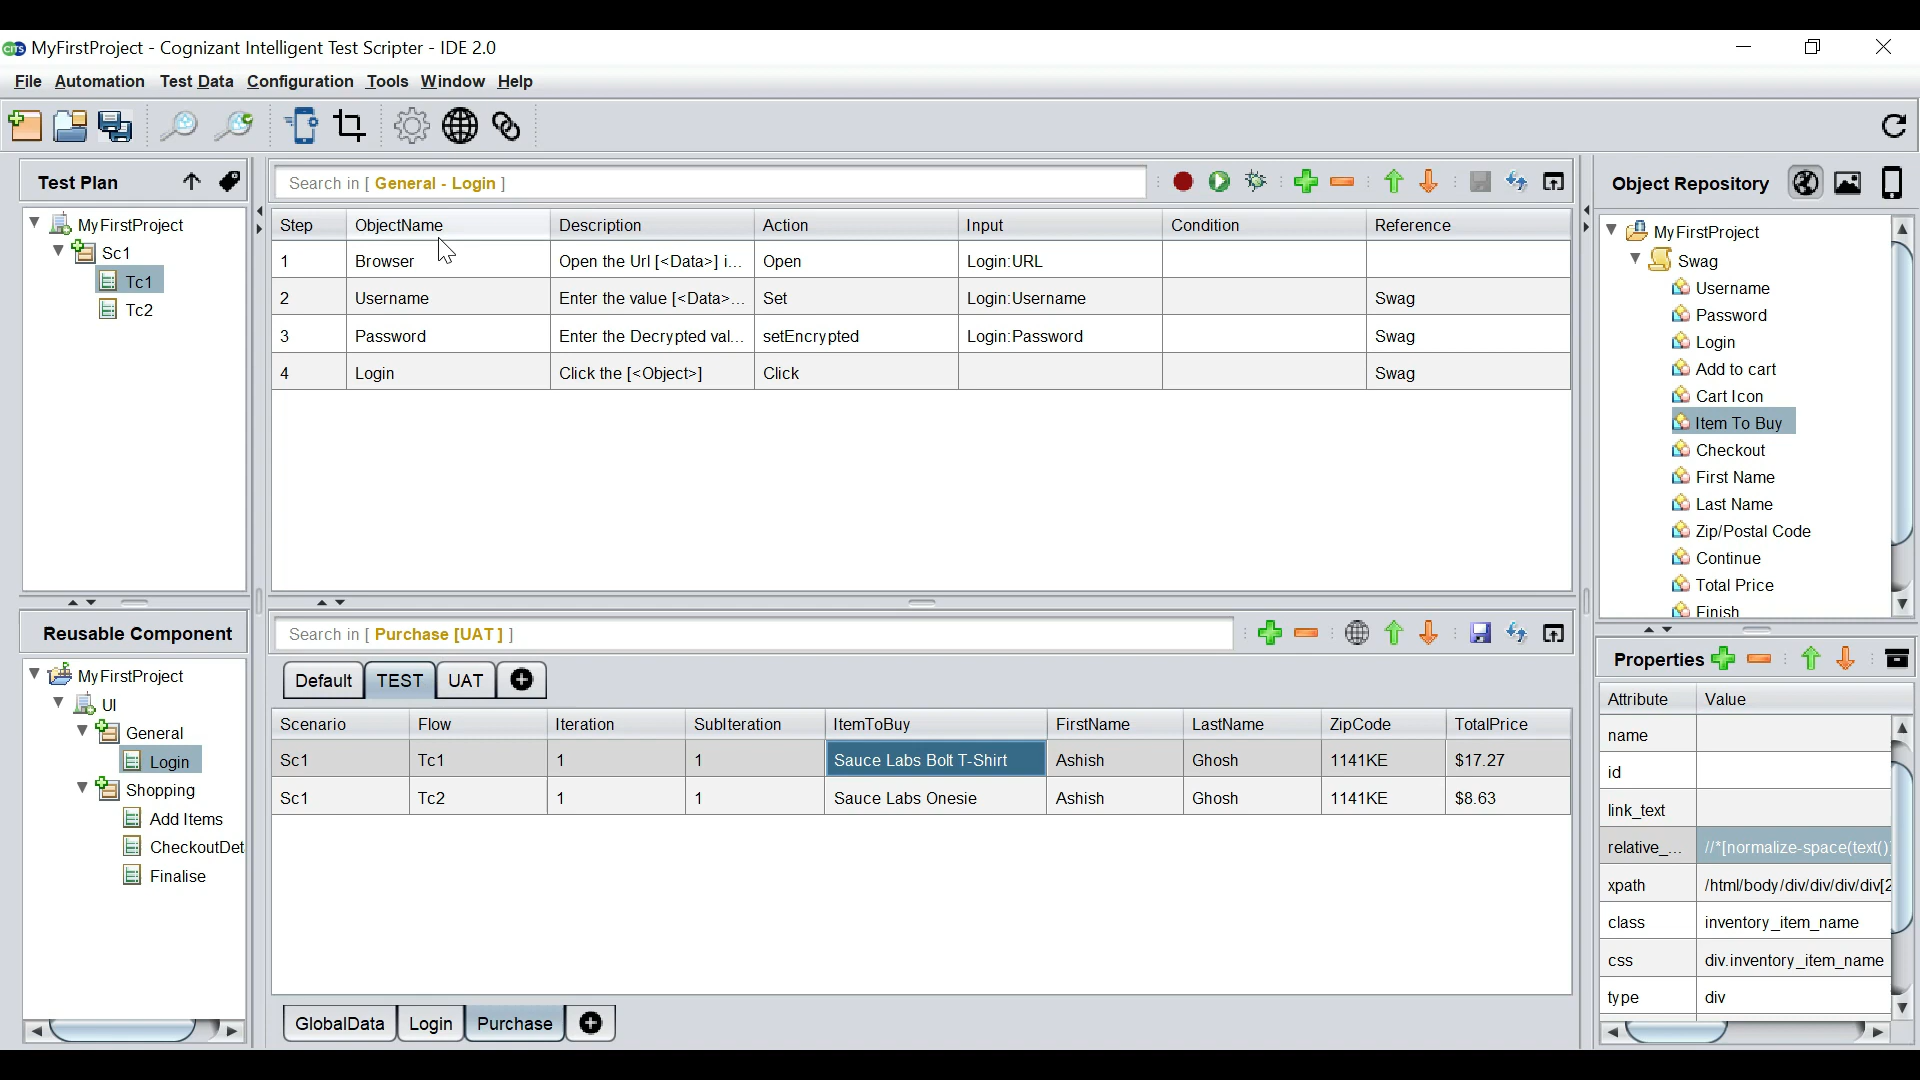 MyFirstProject - Cognizant Intelligent Test Scripter - IDE 2.0
File Automation Test Data Configuration Tools Window Help
Test Plan
MyFirstProject
Sc1
Tc1
Tc2
Search in [ General - Login ]
Step ObjectName Description Action Input Condition Reference
1 Browser Open the Url [<Data>] i... Open Login:URL
2 Username Enter the value [<Data>... Set Login:Username Swag
3 Password Enter the Decrypted val... setEncrypted Login:Password Swag
4 Login Click the [<Object>] Click Swag
Object Repository
MyFirstProject
Swag
Username
Password
Login
Add to cart
Cart Icon
Item To Buy
Checkout
First Name
Last Name
Zip/Postal Code
Continue
Total Price
Finish
Reusable Component
MyFirstProject
UI
General
Login
Shopping
Add Items
CheckoutDet
Finalise
Search in [ Purchase [UAT] ]
Default TEST UAT
Scenario Flow Iteration SubIteration ItemToBuy FirstName LastName ZipCode TotalPrice
Sc1 Tc1 1 1 Sauce Labs Bolt T-Shirt Ashish Ghosh 1141KE $17.27
Sc1 Tc2 1 1 Sauce Labs Onesie Ashish Ghosh 1141KE $8.63
GlobalData Login Purchase
Properties
Attribute Value
name
id
link_text
relative_... //*[normalize-space(text()
xpath /html/body/div/div/div/div[2
class inventory_item_name
css div.inventory_item_name
type div